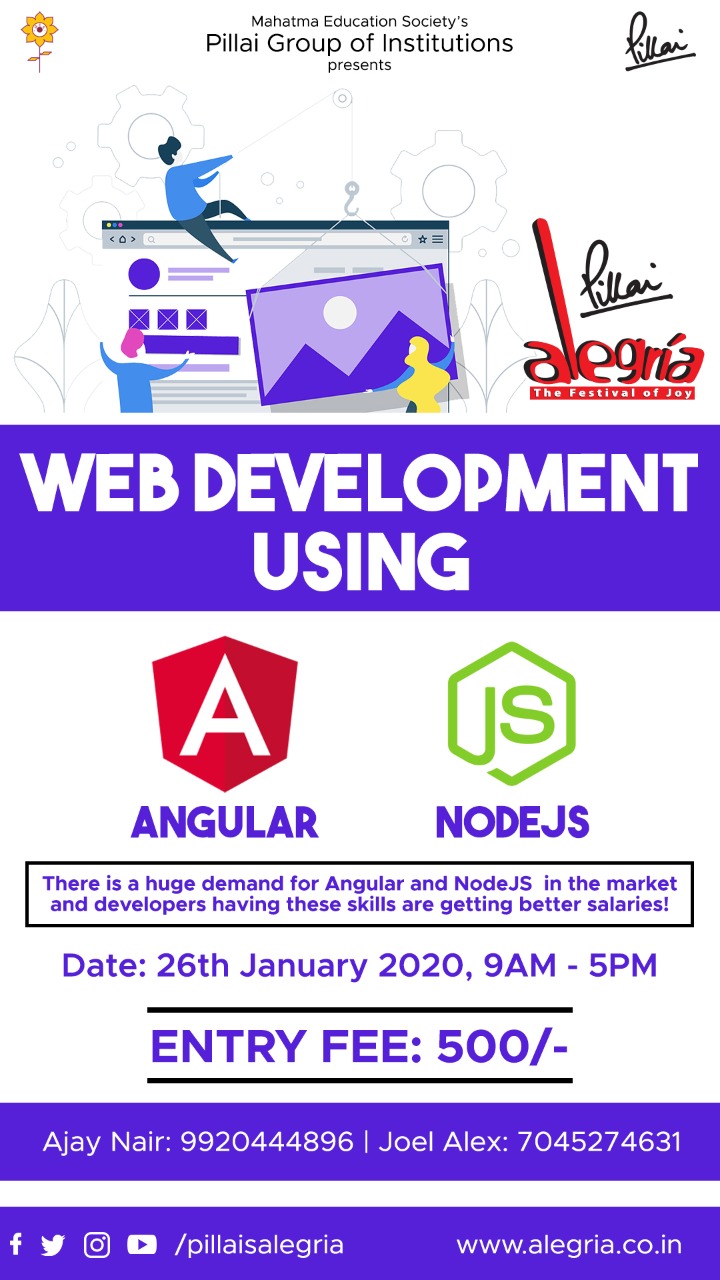 Mahatma Education Society's
Pillai Group of Institutions
presents
Pillai
Pillai
alegría
The Festival of Joy
WEB DEVELOPMENT
USING
A
JS
ANGULAR
NODEJS
There is a huge demand for Angular and NodeJS in the market
and developers having these skills are getting better salaries!
Date: 26th January 2020, 9AM - 5PM
ENTRY FEE: 500/-
Ajay Nair: 9920444896 | Joel Alex: 7045274631
/pillaisalegria
www.alegria.co.in